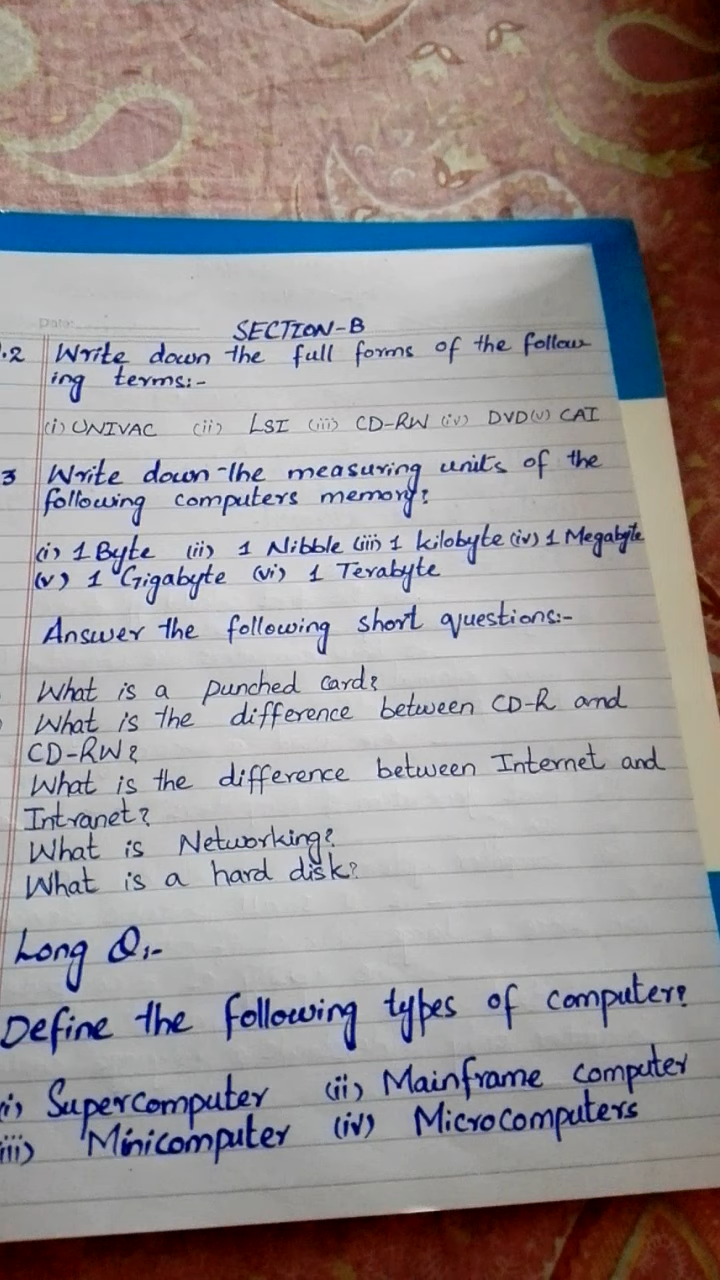 Date:
SECTION-B
.2 Write down the full forms of the follow
ing terms:-
(i) UNIVAC (ii) LSI (iii) CD-RW (iv) DVD (v) CAI
3 Write down the measuring units of the
following computers memory?
(i) 1 Byte (ii) 1 Nibble (iii) 1 kilobyte (iv) 1 Megabyte
(v) 1 Gigabyte (vi) 1 Terabyte
Answer the following short questions:-
What is a punched card?
What is the difference between CD-R and
CD-RW?
What is the difference between Internet and
Intranet?
What is Networking?
What is a hard disk?
Long Q:-
Define the following types of computer?
(i) Supercomputer (ii) Mainframe computer
iii) Minicomputer (iv) Microcomputers